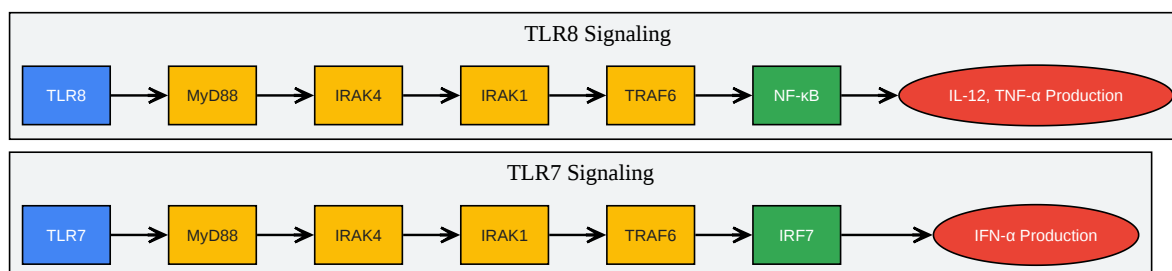 TLR8 Signaling
TLR8 MyD88 IRAK4 IRAK1 TRAF6 NF-κB IL-12, TNF-α Production
TLR7 Signaling
TLR7 MyD88 IRAK4 IRAK1 TRAF6 IRF7 IFN-α Production